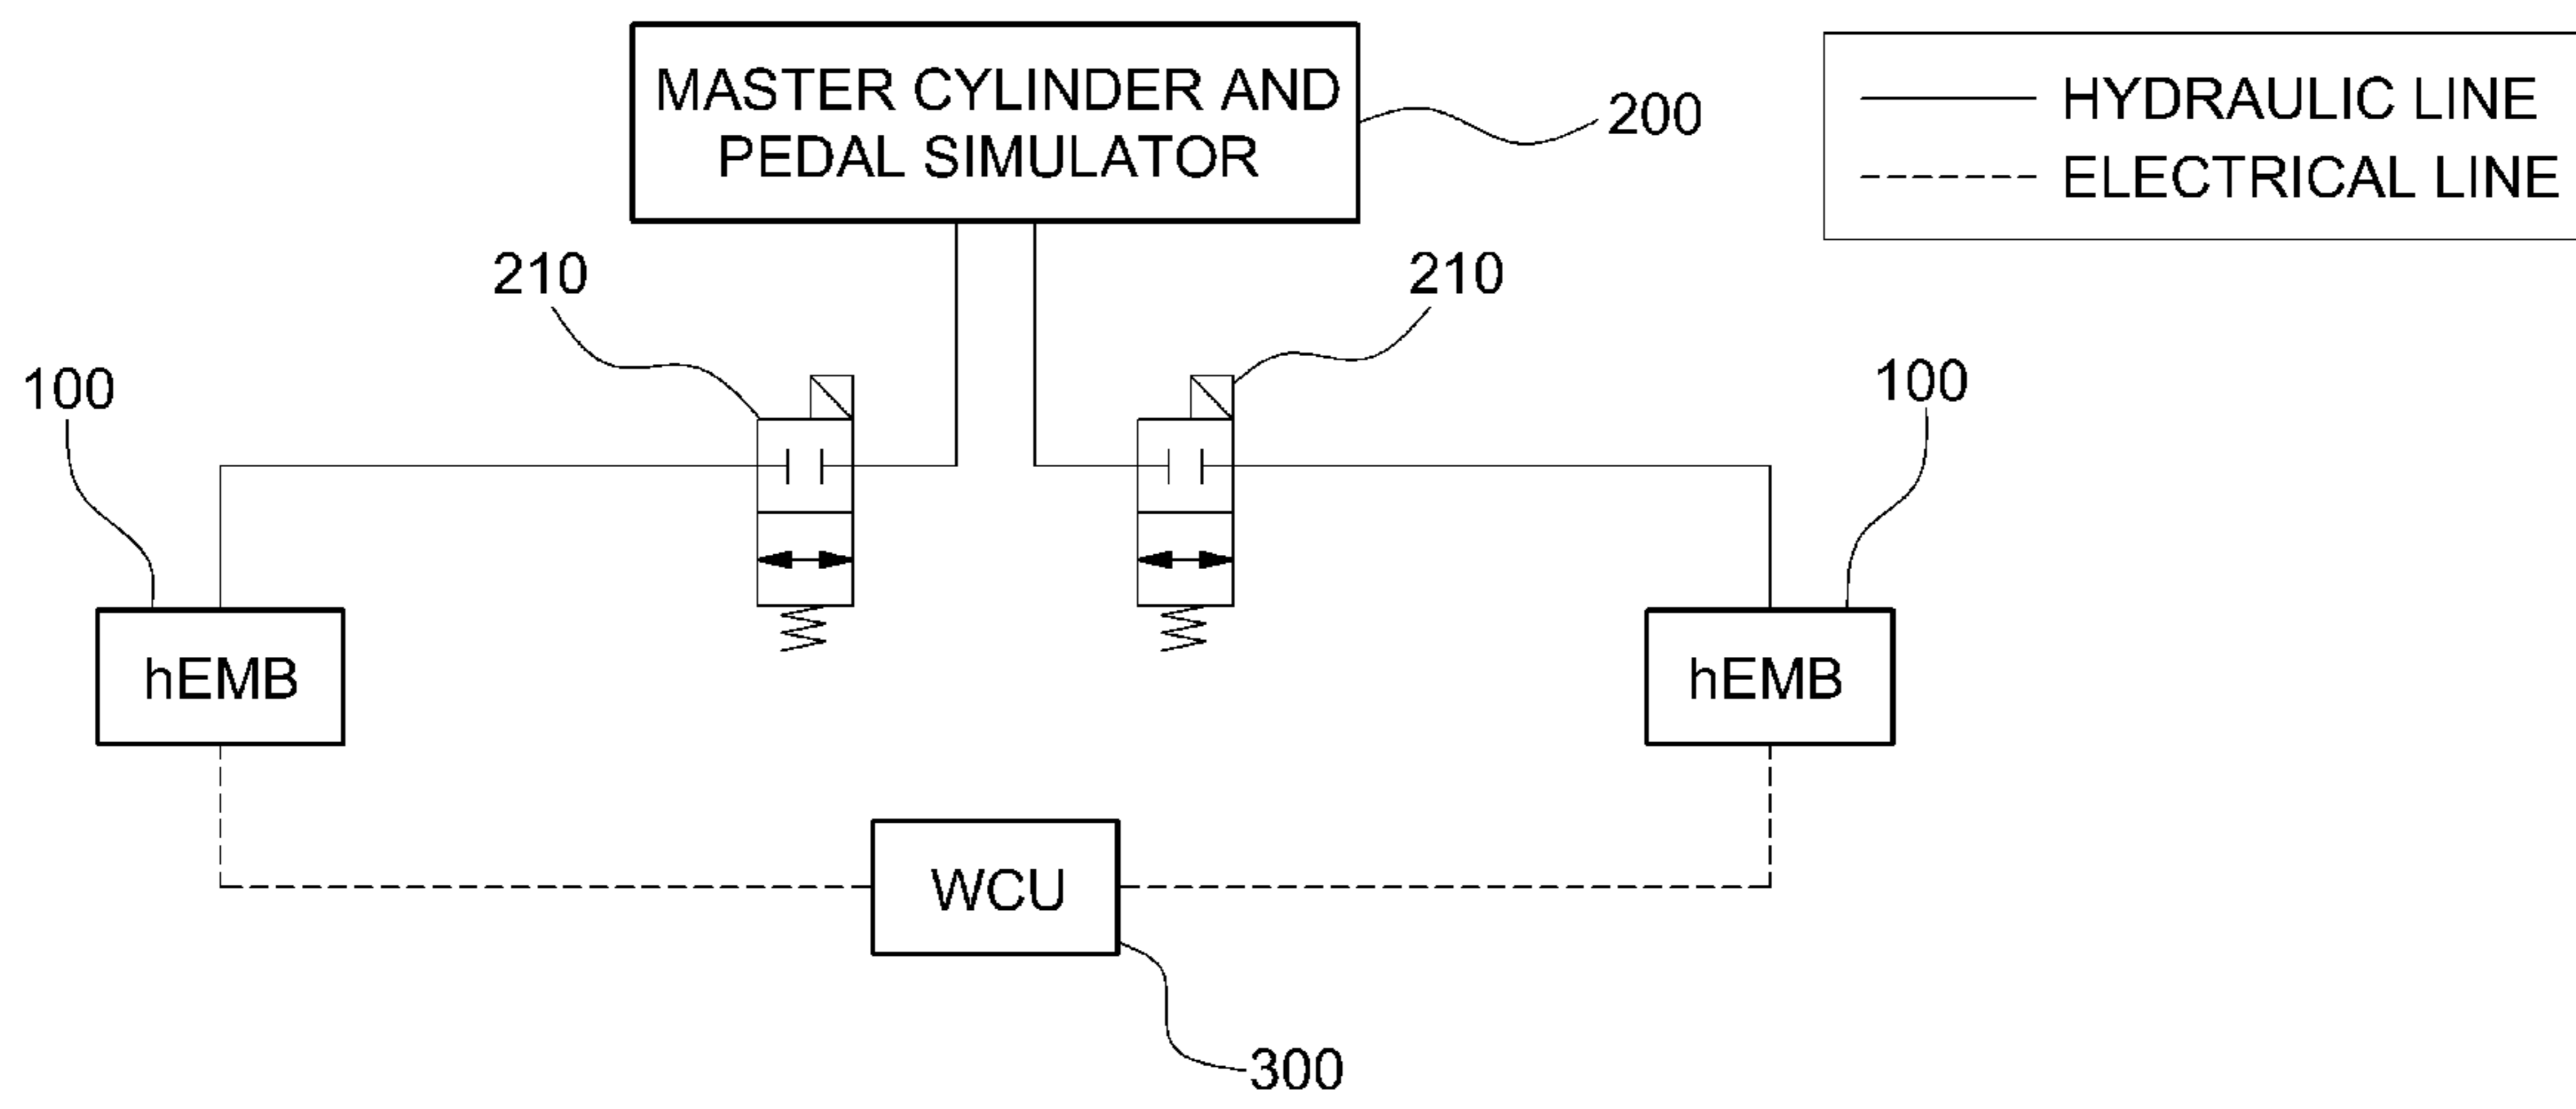 MASTER CYLINDER AND
PEDAL SIMULATOR
200
HYDRAULIC LINE
ELECTRICAL LINE
210
210
100
100
hEMB
hEMB
WCU
300